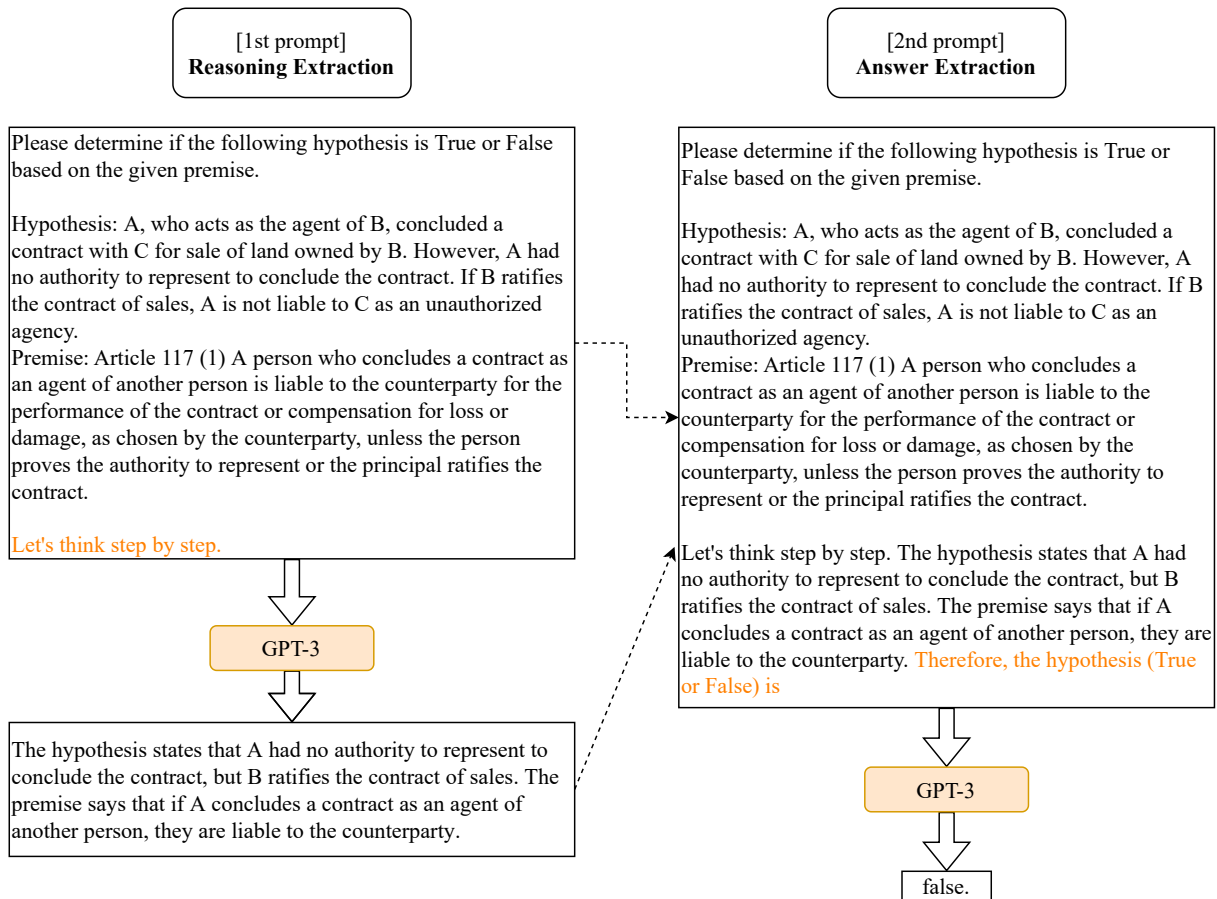 [1st prompt]
Reasoning Extraction
Please determine if the following hypothesis is True or False
based on the given premise.
Hypothesis: A, who acts as the agent of B, concluded a
contract with C for sale of land owned by B. However, A had
no authority to represent to conclude the contract. If B ratifies
the contract of sales, A is not liable to C as an unauthorized
agency.
Premise: Article 117 (1) A person who concludes a contract as
an agent of another person is liable to the counterparty for the
performance of the contract or compensation for loss or
damage, as chosen by the counterparty, unless the person
proves the authority to represent or the principal ratifies the
contract.
Let's think step by step.
GPT-3
The hypothesis states that A had no authority to represent to
conclude the contract, but B ratifies the contract of sales. The
premise says that if A concludes a contract as an agent of
another person, they are liable to the counterparty.
[2nd prompt]
Answer Extraction
Please determine if the following hypothesis is True or
False based on the given premise.
Hypothesis: A, who acts as the agent of B, concluded a
contract with C for sale of land owned by B. However, A
had no authority to represent to conclude the contract. If B
ratifies the contract of sales, A is not liable to C as an
unauthorized agency.
Premise: Article 117 (1) A person who concludes a
contract as an agent of another person is liable to the
counterparty for the performance of the contract or
compensation for loss or damage, as chosen by the
counterparty, unless the person proves the authority to
represent or the principal ratifies the contract.
Let's think step by step. The hypothesis states that A had
no authority to represent to conclude the contract, but B
ratifies the contract of sales. The premise says that if A
concludes a contract as an agent of another person, they are
liable to the counterparty. Therefore, the hypothesis (True
or False) is
GPT-3
false.